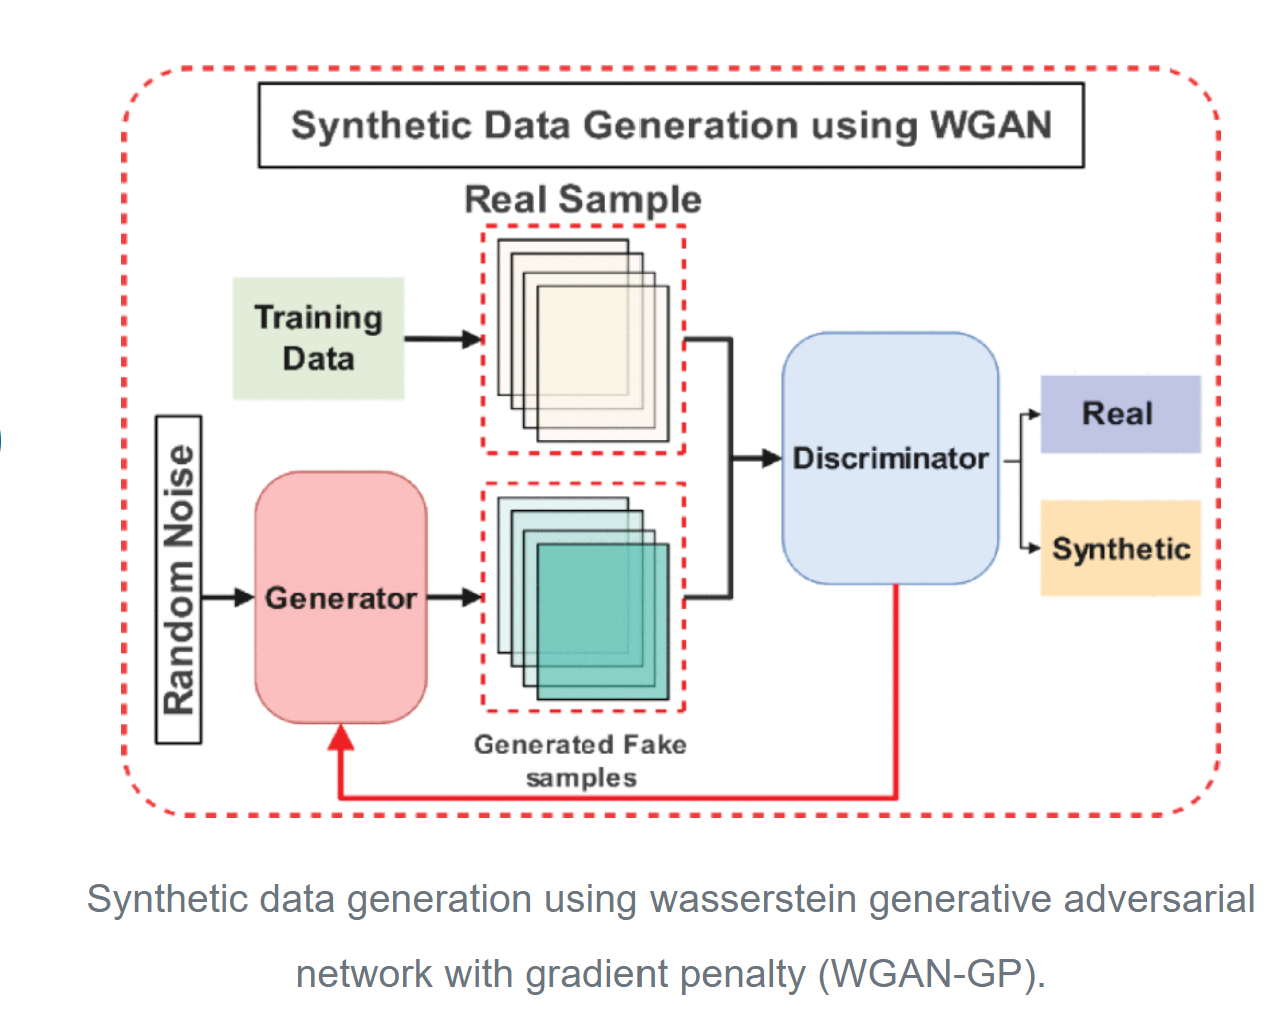 Synthetic Data Generation using WGAN
Real Sample
Training
Data
Random Noise
Generator
Discriminator
Real
Synthetic
Generated Fake
samples
Synthetic data generation using wasserstein generative adversarial
network with gradient penalty (WGAN-GP).